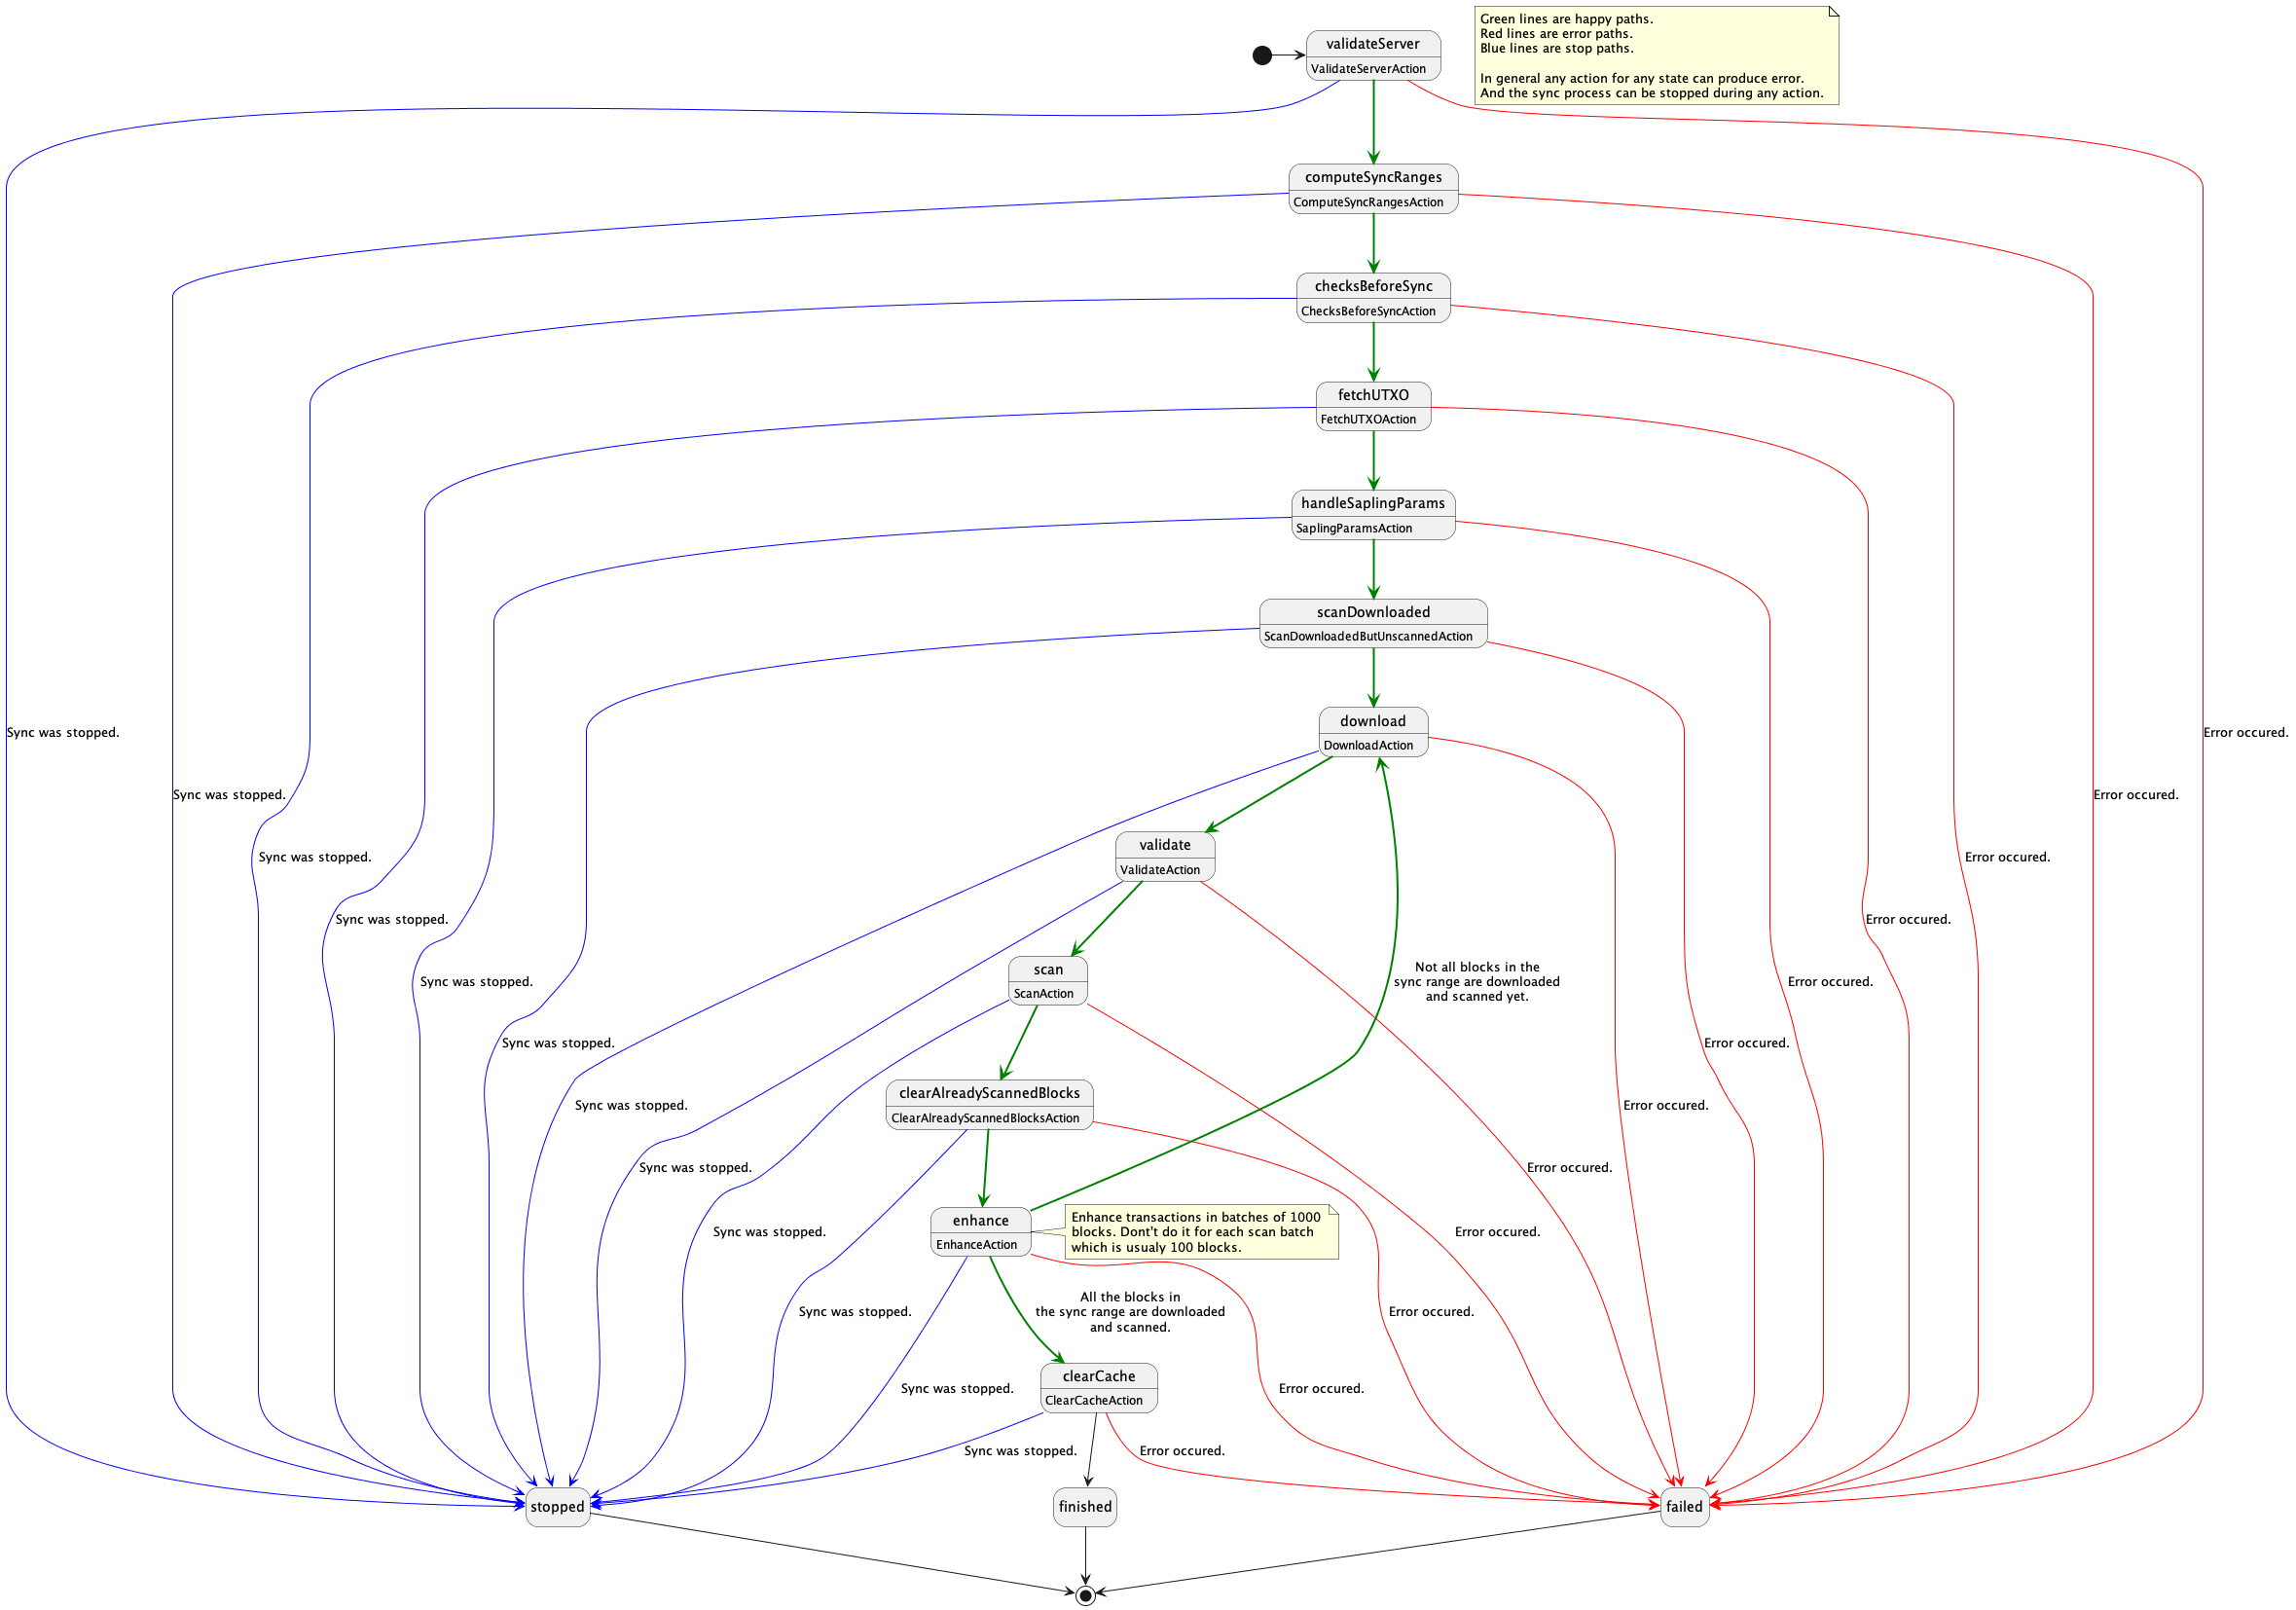 validateServer
ValidateServerAction
Green lines are happy paths.
Red lines are error paths.
Blue lines are stop paths.
In general any action for any state can produce error.
And the sync process can be stopped during any action.
computeSyncRanges
ComputeSyncRangesAction
checksBeforeSync
ChecksBeforeSyncAction
fetchUTXO
FetchUTXOAction
handleSaplingParams
SaplingParamsAction
scanDownloaded
ScanDownloadedButUnscannedAction
download
DownloadAction
Sync was stopped.
Error occured.
Sync was stopped.
Error occured.
validate
ValidateAction
Sync was stopped.
Error occured.
Sync was stopped.
Error occured.
scan
ScanAction
Not all blocks in the
sync range are downloaded
and scanned yet.
Sync was stopped.
Error occured.
Sync was stopped.
Error occured.
clearAlreadyScannedBlocks
ClearAlreadyScannedBlocksAction
Sync was stopped.
Error occured.
Sync was stopped.
Error occured.
enhance
EnhanceAction
Enhance transactions in batches of 1000
blocks. Dont't do it for each scan batch
which is usualy 100 blocks.
Sync was stopped.
Error occured.
All the blocks in
the sync range are downloaded
and scanned.
Sync was stopped.
Error occured.
clearCache
ClearCacheAction
Sync was stopped.
Error occured.
Sync was stopped.
Error occured.
stopped
finished
failed